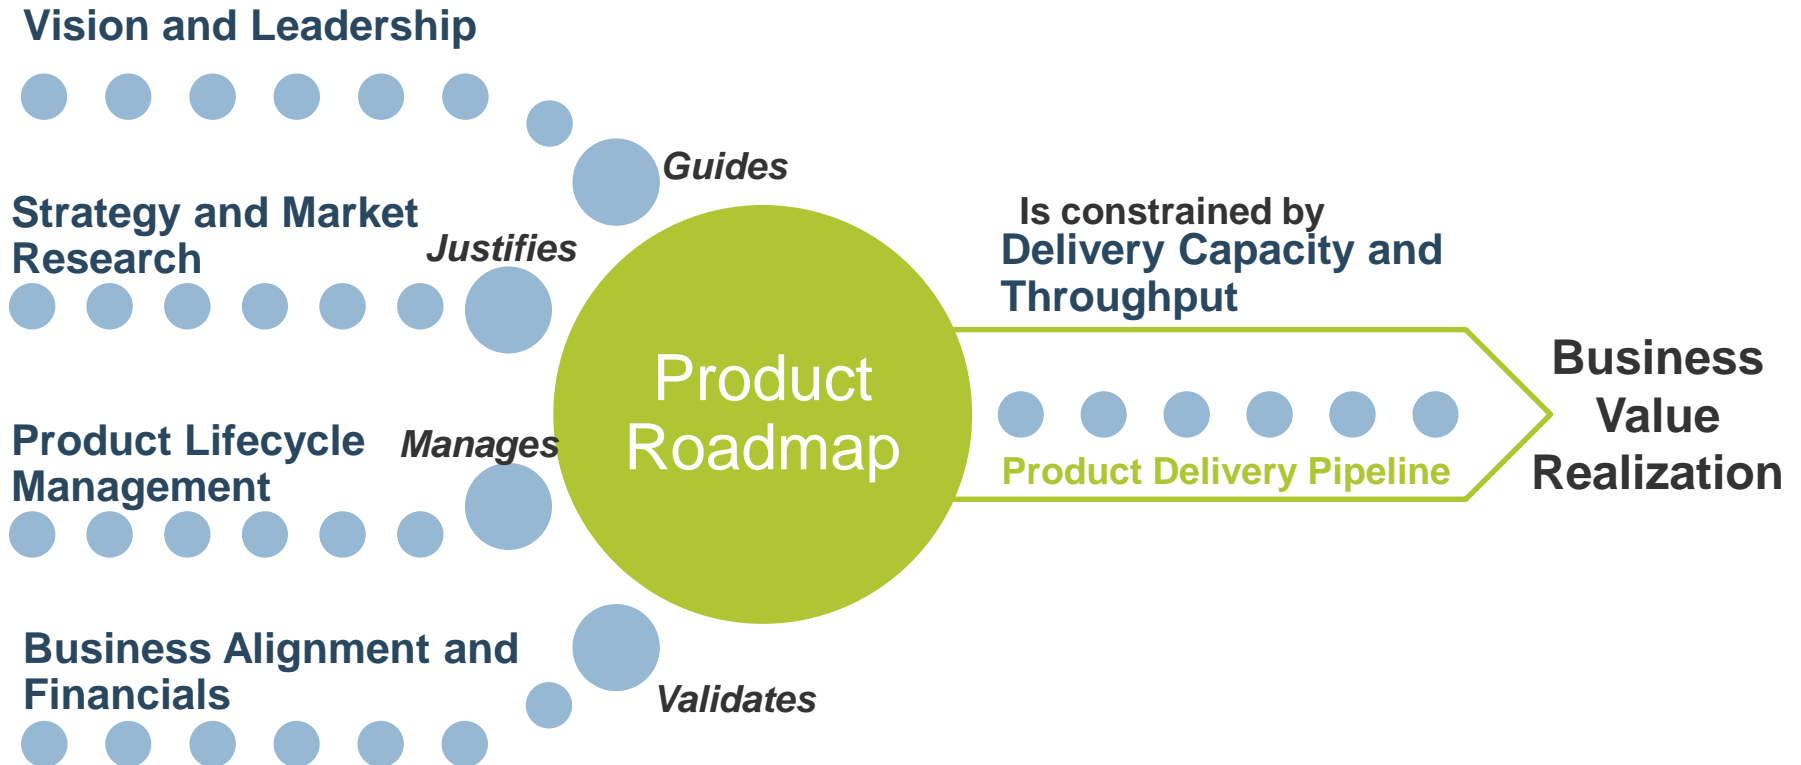 Vision and Leadership
Guides
Strategy and Market
Research
Justifies
Product Lifecycle
Management
Manages
Business Alignment and
Financials
Validates
Product
Roadmap
Is constrained by
Delivery Capacity and
Throughput
Product Delivery Pipeline
Business
Value
Realization